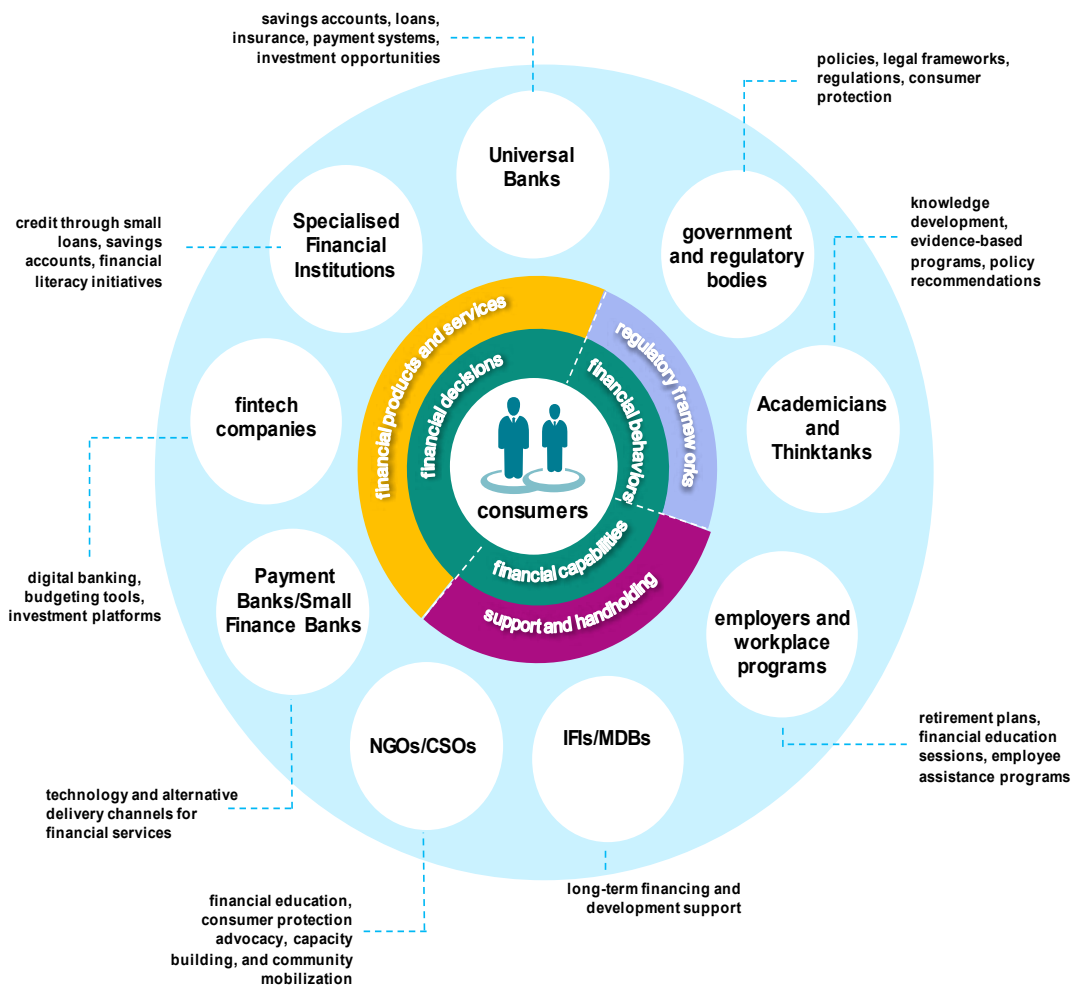 savings accounts, loans,
insurance, payment systems,
investment opportunities
policies, legal frameworks,
regulations, consumer
protection
Universal
Banks
Specialised
Financial
Institutions
credit through small
loans, savings
accounts, financial
literacy initiatives
government
and regulatory
bodies
knowledge
development,
evidence-based
programs, policy
recommendations
financial products and services
regulatory framew orks
financial decisions
financial behaviors
fintech
companies
Academicians
and
Thinktanks
consumers
financial capabilities
support and handholding
digital banking,
budgeting tools,
investment platforms
Payment
Banks/Small
Finance Banks
employers and
workplace
programs
NGOs/CSOs
IFIs/MDBs
retirement plans,
financial education
sessions, employee
assistance programs
technology and alternative
delivery channels for
financial services
long-term financing and
development support
financial education,
consumer protection
advocacy, capacity
building, and community
mobilization